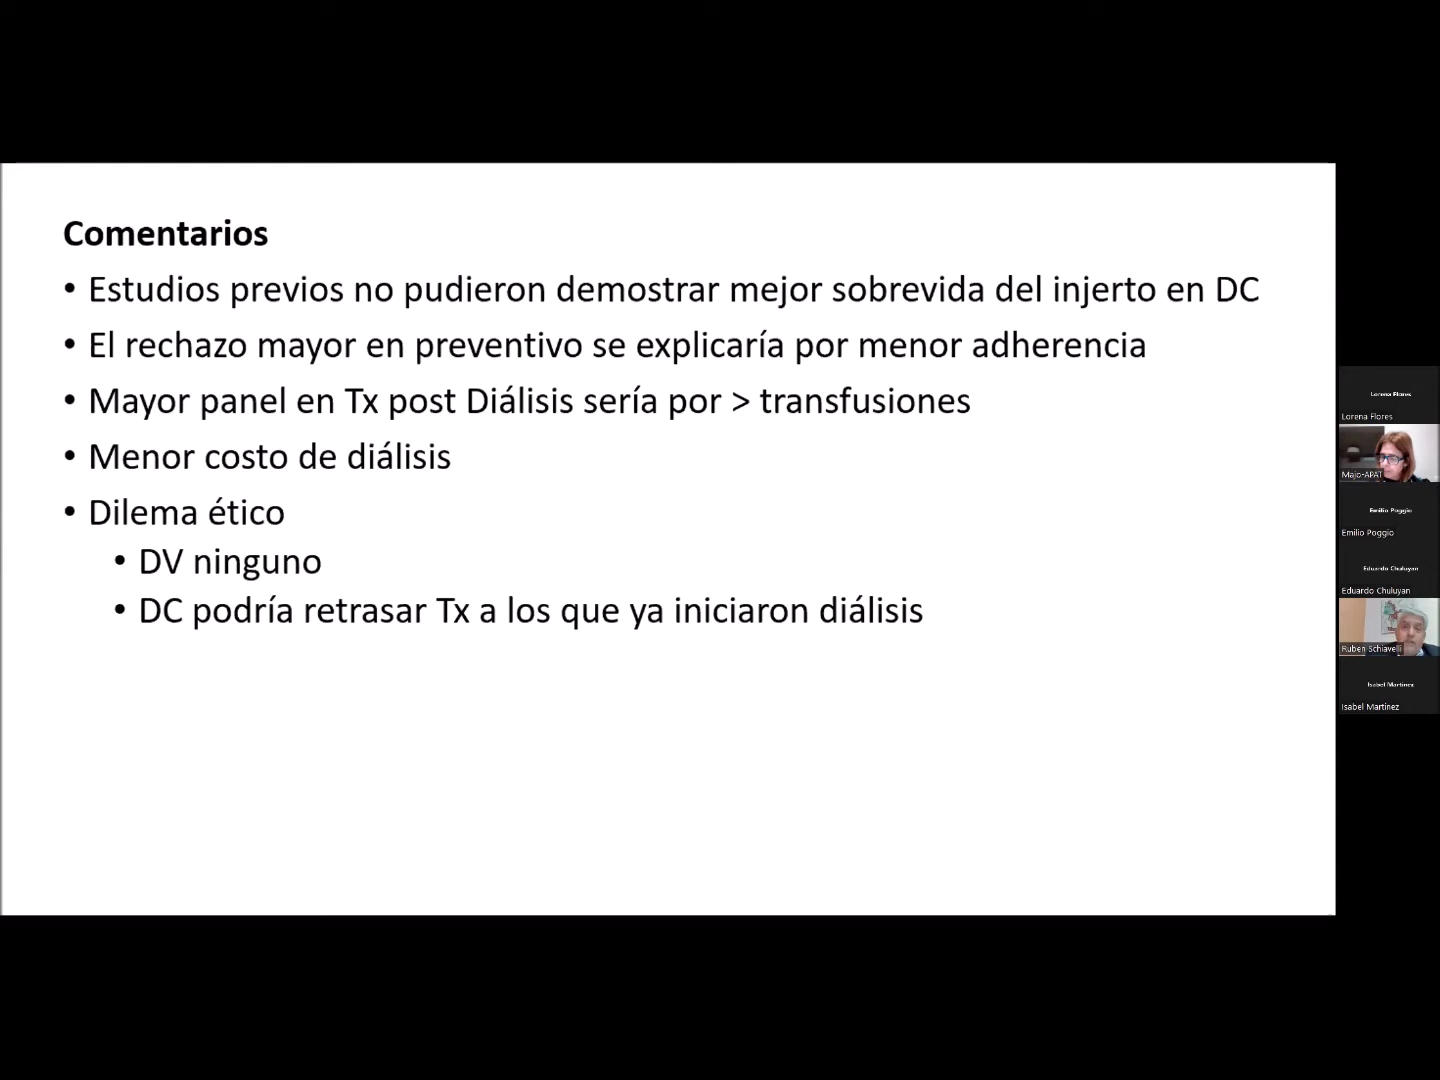 Comentarios
• Estudios previos no pudieron demostrar mejor sobrevida del injerto en DC
• El rechazo mayor en preventivo se explicaría por menor adherencia
• Mayor panel en Tx post Diálisis sería por > transfusiones
• Menor costo de diálisis
• Dilema ético
• DV ninguno
• DC podría retrasar Tx a los que ya iniciaron diálisis
Lorena Flores
Lorena Flores
Majo-APAT
Emilio Poggio
Emilio Poggio
Eduardo Chuluyan
Eduardo Chuluyan
Ruben Schiavelli
Isabel Martinez
Isabel Martinez